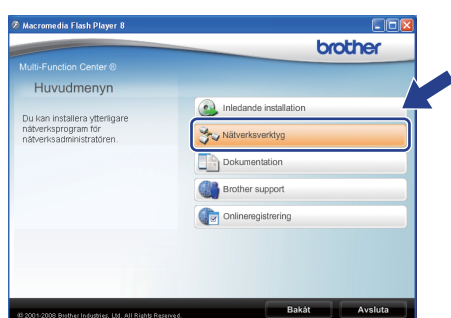 Macromedia Flash Player 8
brother
Multi-Function Center ®
Huvudmenyn
Du kan installera ytterligare
nätverksprogram för
nätverksadministratören.
Inledande installation
Nätverksverktyg
Dokumentation
Brother support
Onlineregistrering
© 2001-2008 Brother Industries, Ltd. All Rights Reserved.
Bakåt
Avsluta